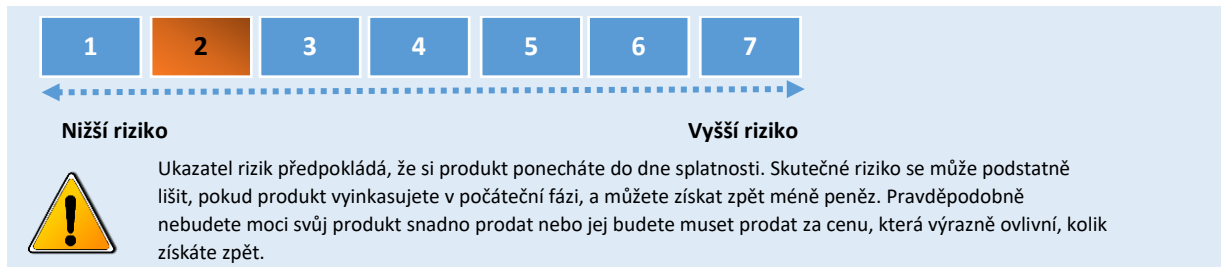 1 2 3 4 5 6 7
Nižší riziko Vyšší riziko
Ukazatel rizik předpokládá, že si produkt ponecháte do dne splatnosti. Skutečné riziko se může podstatně
lišit, pokud produkt vyinkasujete v počáteční fázi, a můžete získat zpět méně peněz. Pravděpodobně
nebudete moci svůj produkt snadno prodat nebo jej budete muset prodat za cenu, která výrazně ovlivní, kolik
získáte zpět.